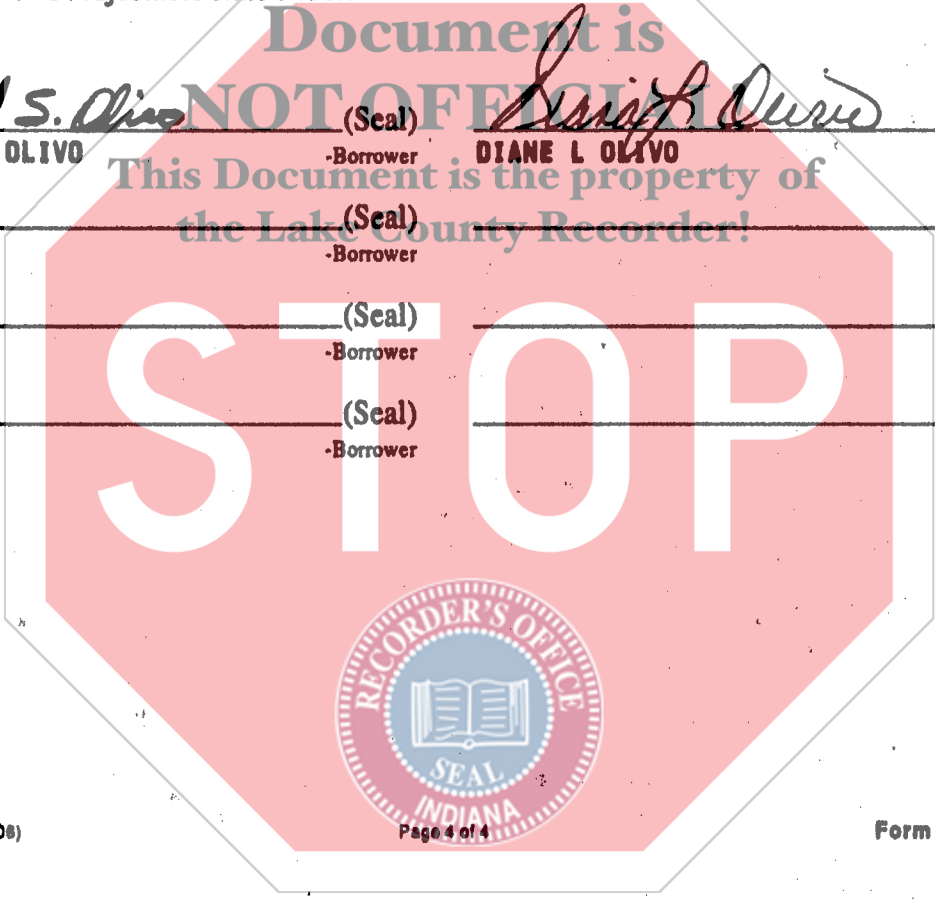 Document is
S. Olivo NOT OFFICIAL (Seal)
OLIVO -Borrower DIANE L OLIVO
This Document is the property of
(Seal)
the Lake County Recorder!
-Borrower
(Seal)
-Borrower
STOP
(Seal)
-Borrower
RECORDER'S OFFICE
SEAL
INDIANA
Page 4 of 4 Form